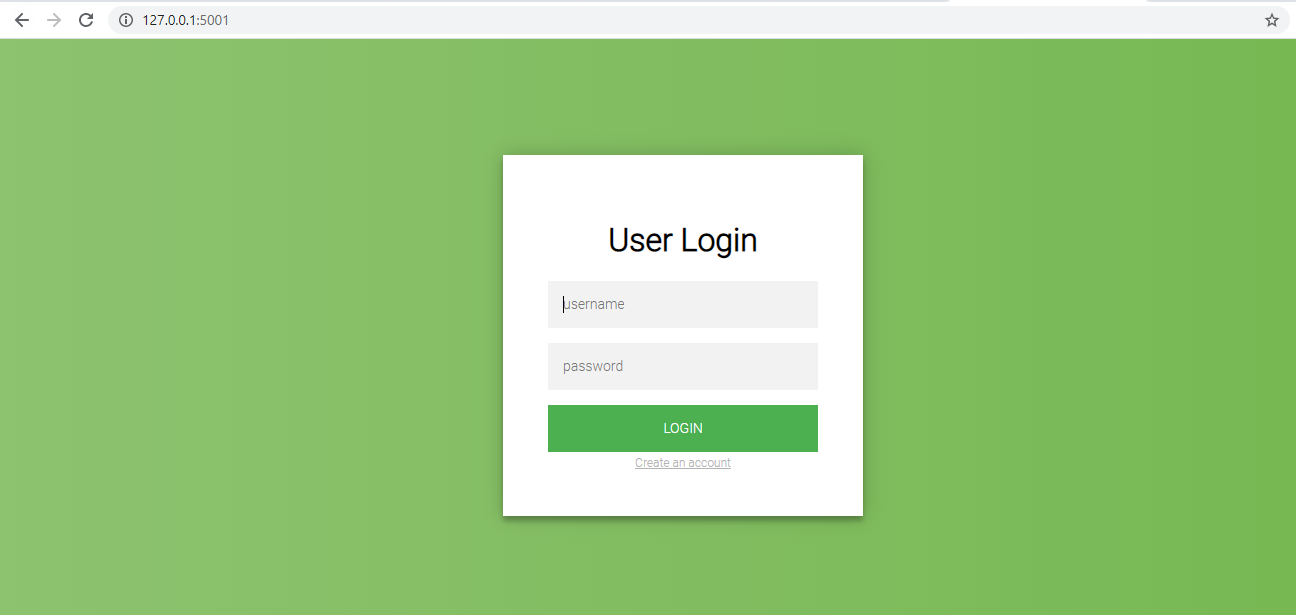 127.0.0.1:5001
User Login
username
password
LOGIN
Create an account